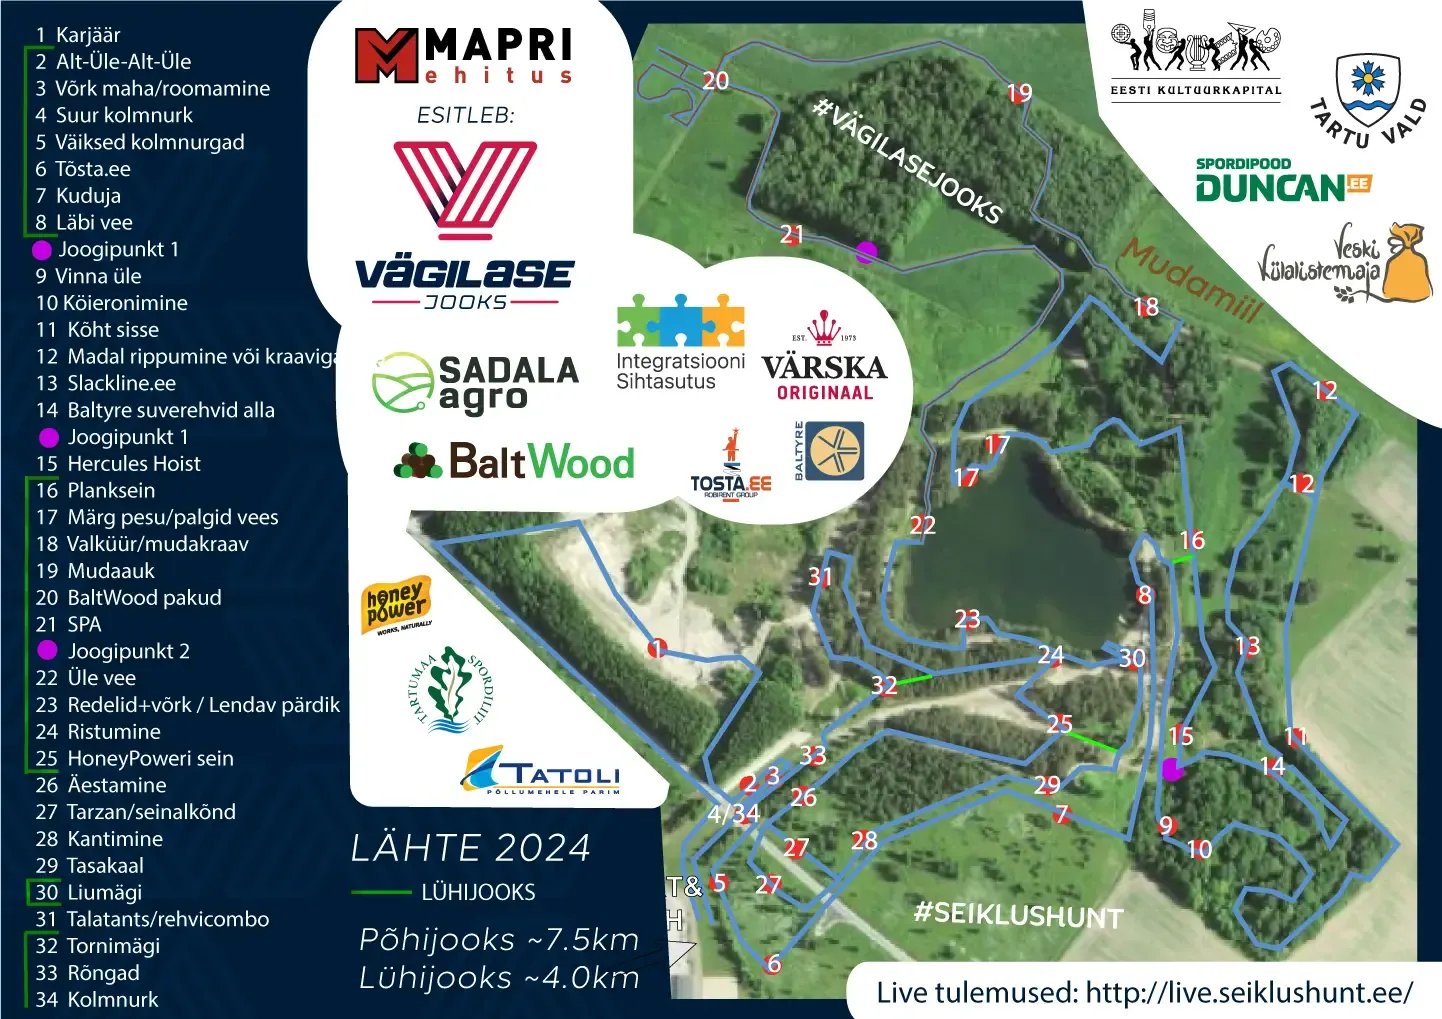 1 Karjäär
2 Alt-Üle-Alt-Üle
3 Võrk maha/roomamine
4 Suur kolmnurk
5 Väiksed kolmnurgad
6 Tõsta.ee
7 Kuduja
8 Läbi vee
Joogipunkt 1
9 Vinna üle
10 Köieronimine
11 Kõht sisse
12 Madal rippumine või kraaviga
13 Slackline.ee
14 Baltyre suverehvid alla
Joogipunkt 1
15 Hercules Hoist
16 Planksein
17 Märg pesu/palgid vees
18 Valküür/mudakraav
19 Mudaauk
20 BaltWood pakud
21 SPA
Joogipunkt 2
22 Üle vee
23 Redelid+võrk / Lendav pärdik
24 Ristumine
25 HoneyPoweri sein
26 Äestamine
27 Tarzan/seinalkõnd
28 Kantimine
29 Tasakaal
30 Liumägi
31 Talatants/rehvicombo
32 Tornimägi
33 Rõngad
34 Kolmnurk
MAPRI
ehitus
ESITLEB:
VÄGILASE
JOOKS
SADALA
agro
BaltWood
Integratsiooni
Sihtasutus
EST. 1973
VÄRSKA
ORIGINAAL
TOSTA.EE
ROBIRENT GROUP
BALTYRE
honey
POWER
WORKS, NATURALLY
TARTUMAA SPORDILIIT
TATOLI
PÕLLUMEHELE PARIM
LÄHTE 2024
LÜHIJOOKS
Põhijooks ~7.5km
Lühijooks ~4.0km
EESTI KULTUURKAPITAL
TARTU VALD
SPORDIPOOD
DUNCAN.EE
Veski
Külalistemaja
#VÄGILASEJOOKS
Mudamiil
#SEIKLUSHUNT
20
19
21
18
12
17
17
12
22
16
31
8
23
13
24
30
32
25
15
11
33
14
3
2
29
26
4/34
7
9
28
27
10
5
27
6
1
T&
H
Live tulemused: http://live.seiklushunt.ee/